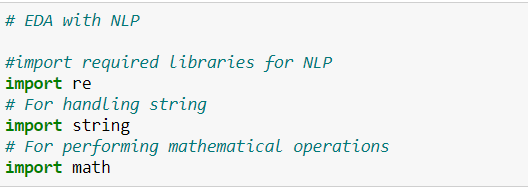 # EDA with NLP
#import required libraries for NLP
import re
# For handling string
import string
# For performing mathematical operations
import math